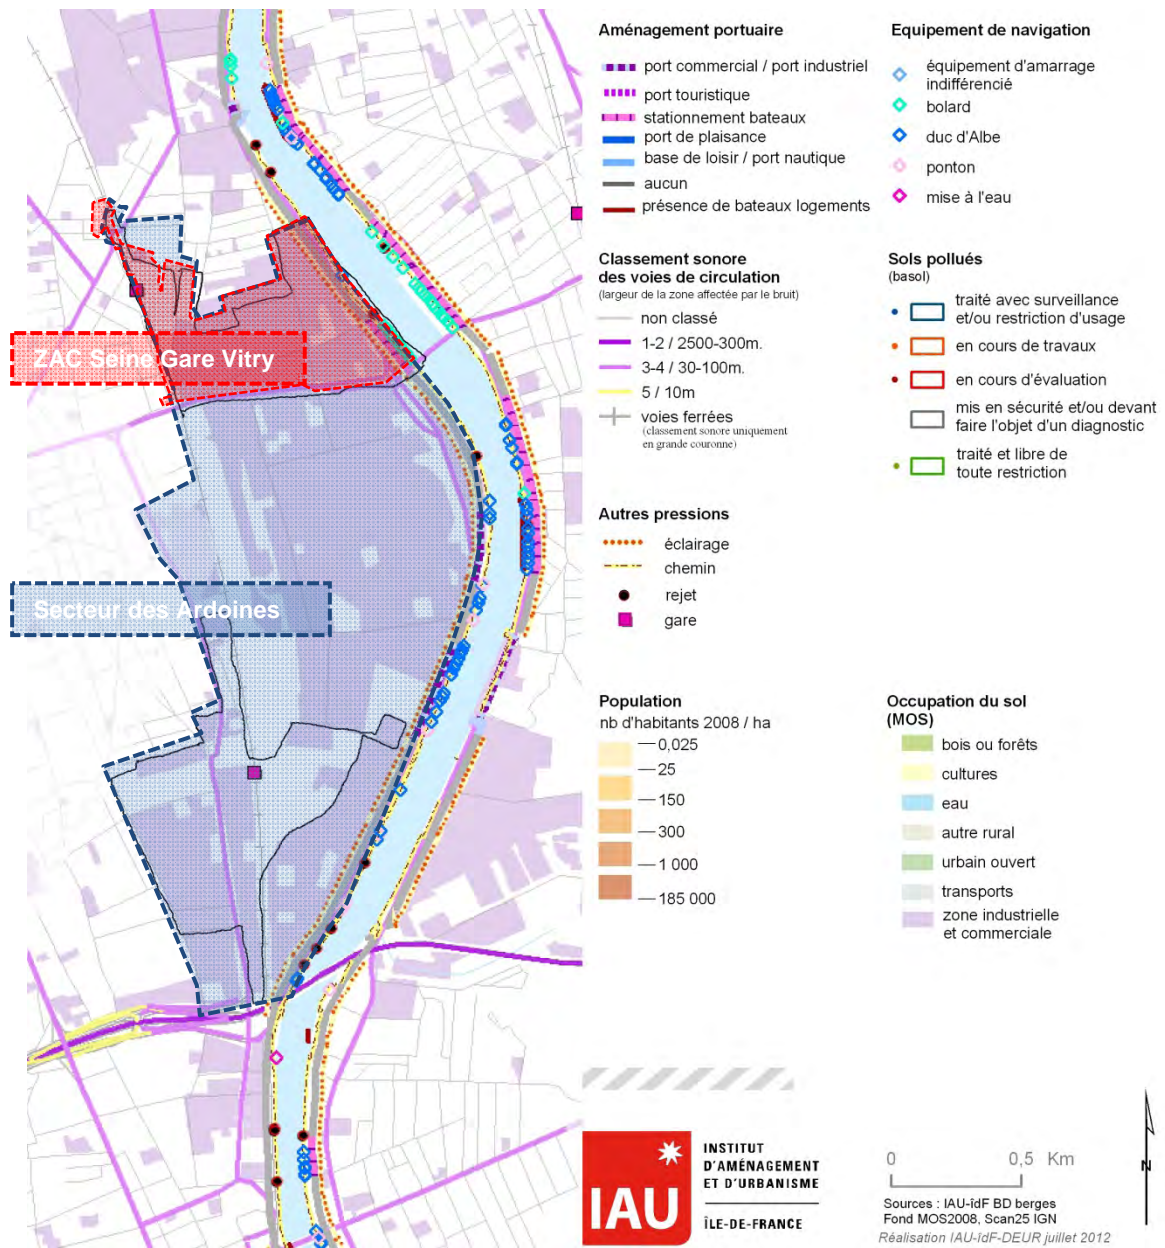 ZAC Seine Gare Vitry
Secteur des Ardoines
Aménagement portuaire
port commercial / port industriel
port touristique
stationnement bateaux
port de plaisance
base de loisir / port nautique
aucun
présence de bateaux logements
Equipement de navigation
équipement d'amarrage
indifférencié
bolard
duc d'Albe
ponton
mise à l'eau
Classement sonore
des voies de circulation
(largeur de la zone affectée par le bruit)
non classé
1-2 / 2500-300m.
3-4 / 30-100m.
5 / 10m
voies ferrées
(classement sonore uniquement
en grande couronne)
Sols pollués
(basol)
traité avec surveillance
et/ou restriction d'usage
en cours de travaux
en cours d'évaluation
mis en sécurité et/ou devant
faire l'objet d'un diagnostic
traité et libre de
toute restriction
Autres pressions
éclairage
chemin
rejet
gare
Population
nb d'habitants 2008 / ha
0,025
25
150
300
1 000
185 000
Occupation du sol
(MOS)
bois ou forêts
cultures
eau
autre rural
urbain ouvert
transports
zone industrielle
et commerciale
IAU
INSTITUT
D'AMÉNAGEMENT
ET D'URBANISME
ÎLE-DE-FRANCE
0 0,5 Km
Sources : IAU-îdF BD berges
Fond MOS2008, Scan25 IGN
Réalisation IAU-îdF-DEUR juillet 2012
N